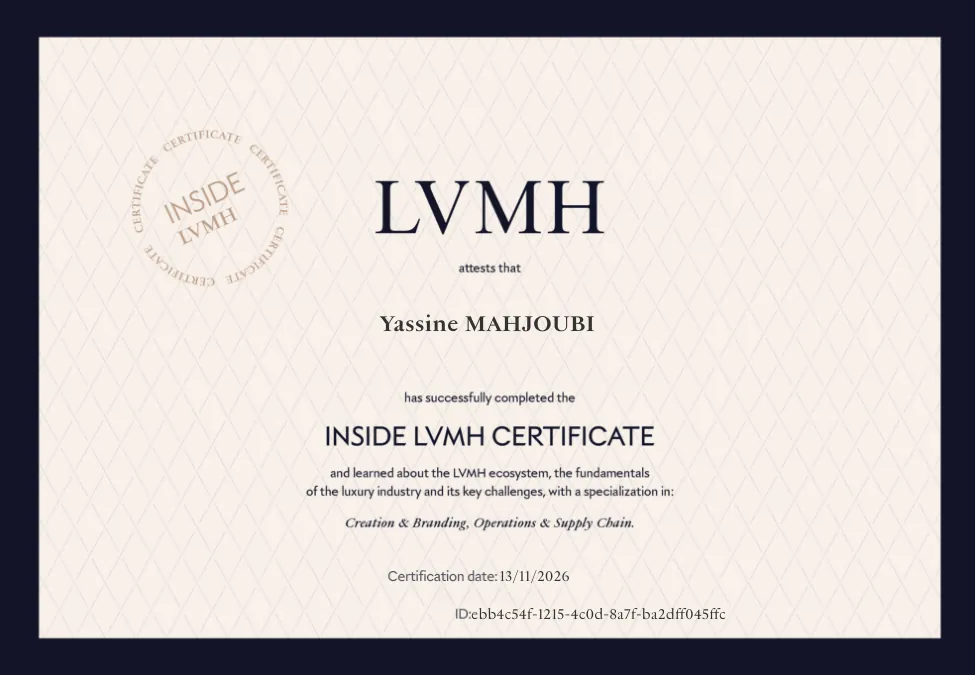 CERTIFICATE CERTIFICATE CERTIFICATE CERTIFICATE CERTIFICATE CERTIFICATE
INSIDE
LVMH
LVMH
attests that
Yassine MAHJOUBI
has successfully completed the
INSIDE LVMH CERTIFICATE
and learned about the LVMH ecosystem, the fundamentals
of the luxury industry and its key challenges, with a specialization in:
Creation & Branding, Operations & Supply Chain.
Certification date: 13/11/2026
ID:ebb4c54f-1215-4c0d-8a7f-ba2dff045ffc